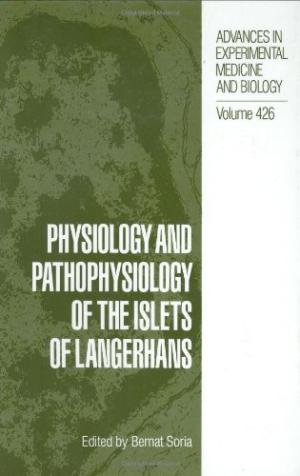 ADVANCES IN
EXPERIMENTAL
MEDICINE
AND BIOLOGY
Volume 426
PHYSIOLOGY AND
PATHOPHYSIOLOGY
OF THE ISLETS
OF LANGERHANS
Edited by Bernat Soria